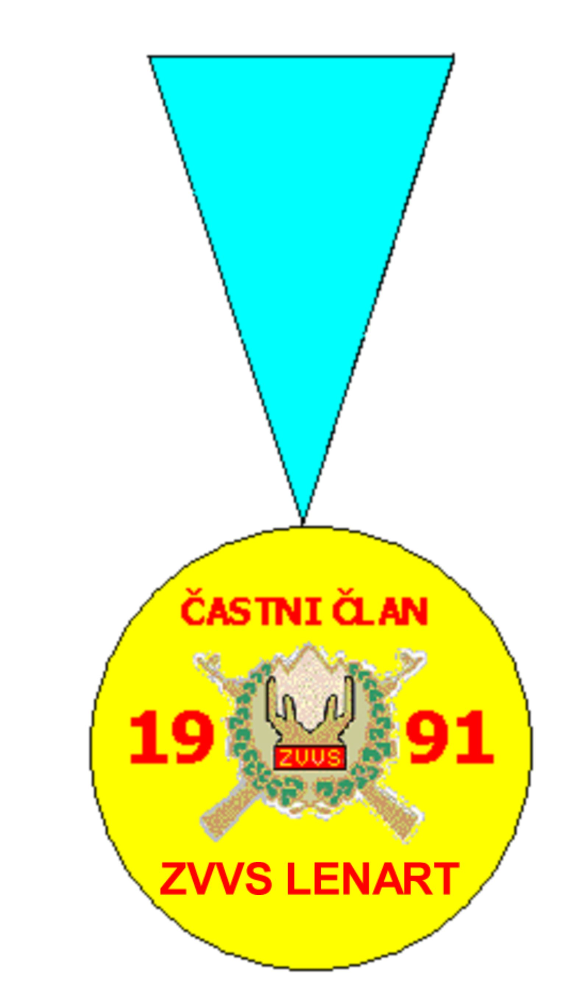 ČASTNI ČLAN
19 91
ZVVS
ZVVS LENART